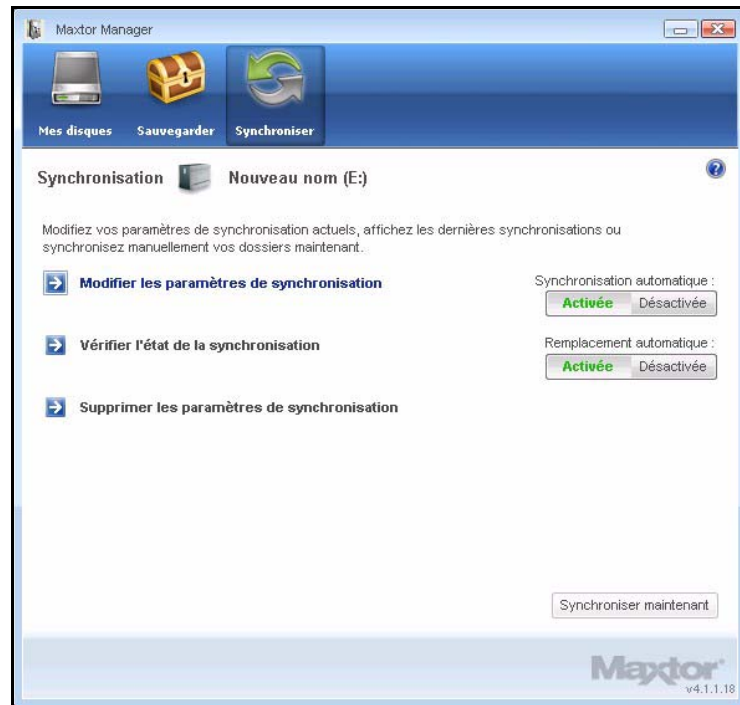 Maxtor Manager
Mes disques
Sauvegarder
Synchroniser
Synchronisation Nouveau nom (E:)
Modifiez vos paramètres de synchronisation actuels, affichez les dernières synchronisations ou
synchronisez manuellement vos dossiers maintenant.
Modifier les paramètres de synchronisation
Synchronisation automatique :
Activée Désactivée
Vérifier l'état de la synchronisation
Remplacement automatique :
Activée Désactivée
Supprimer les paramètres de synchronisation
Synchroniser maintenant
Maxtor
v4.1.1.18